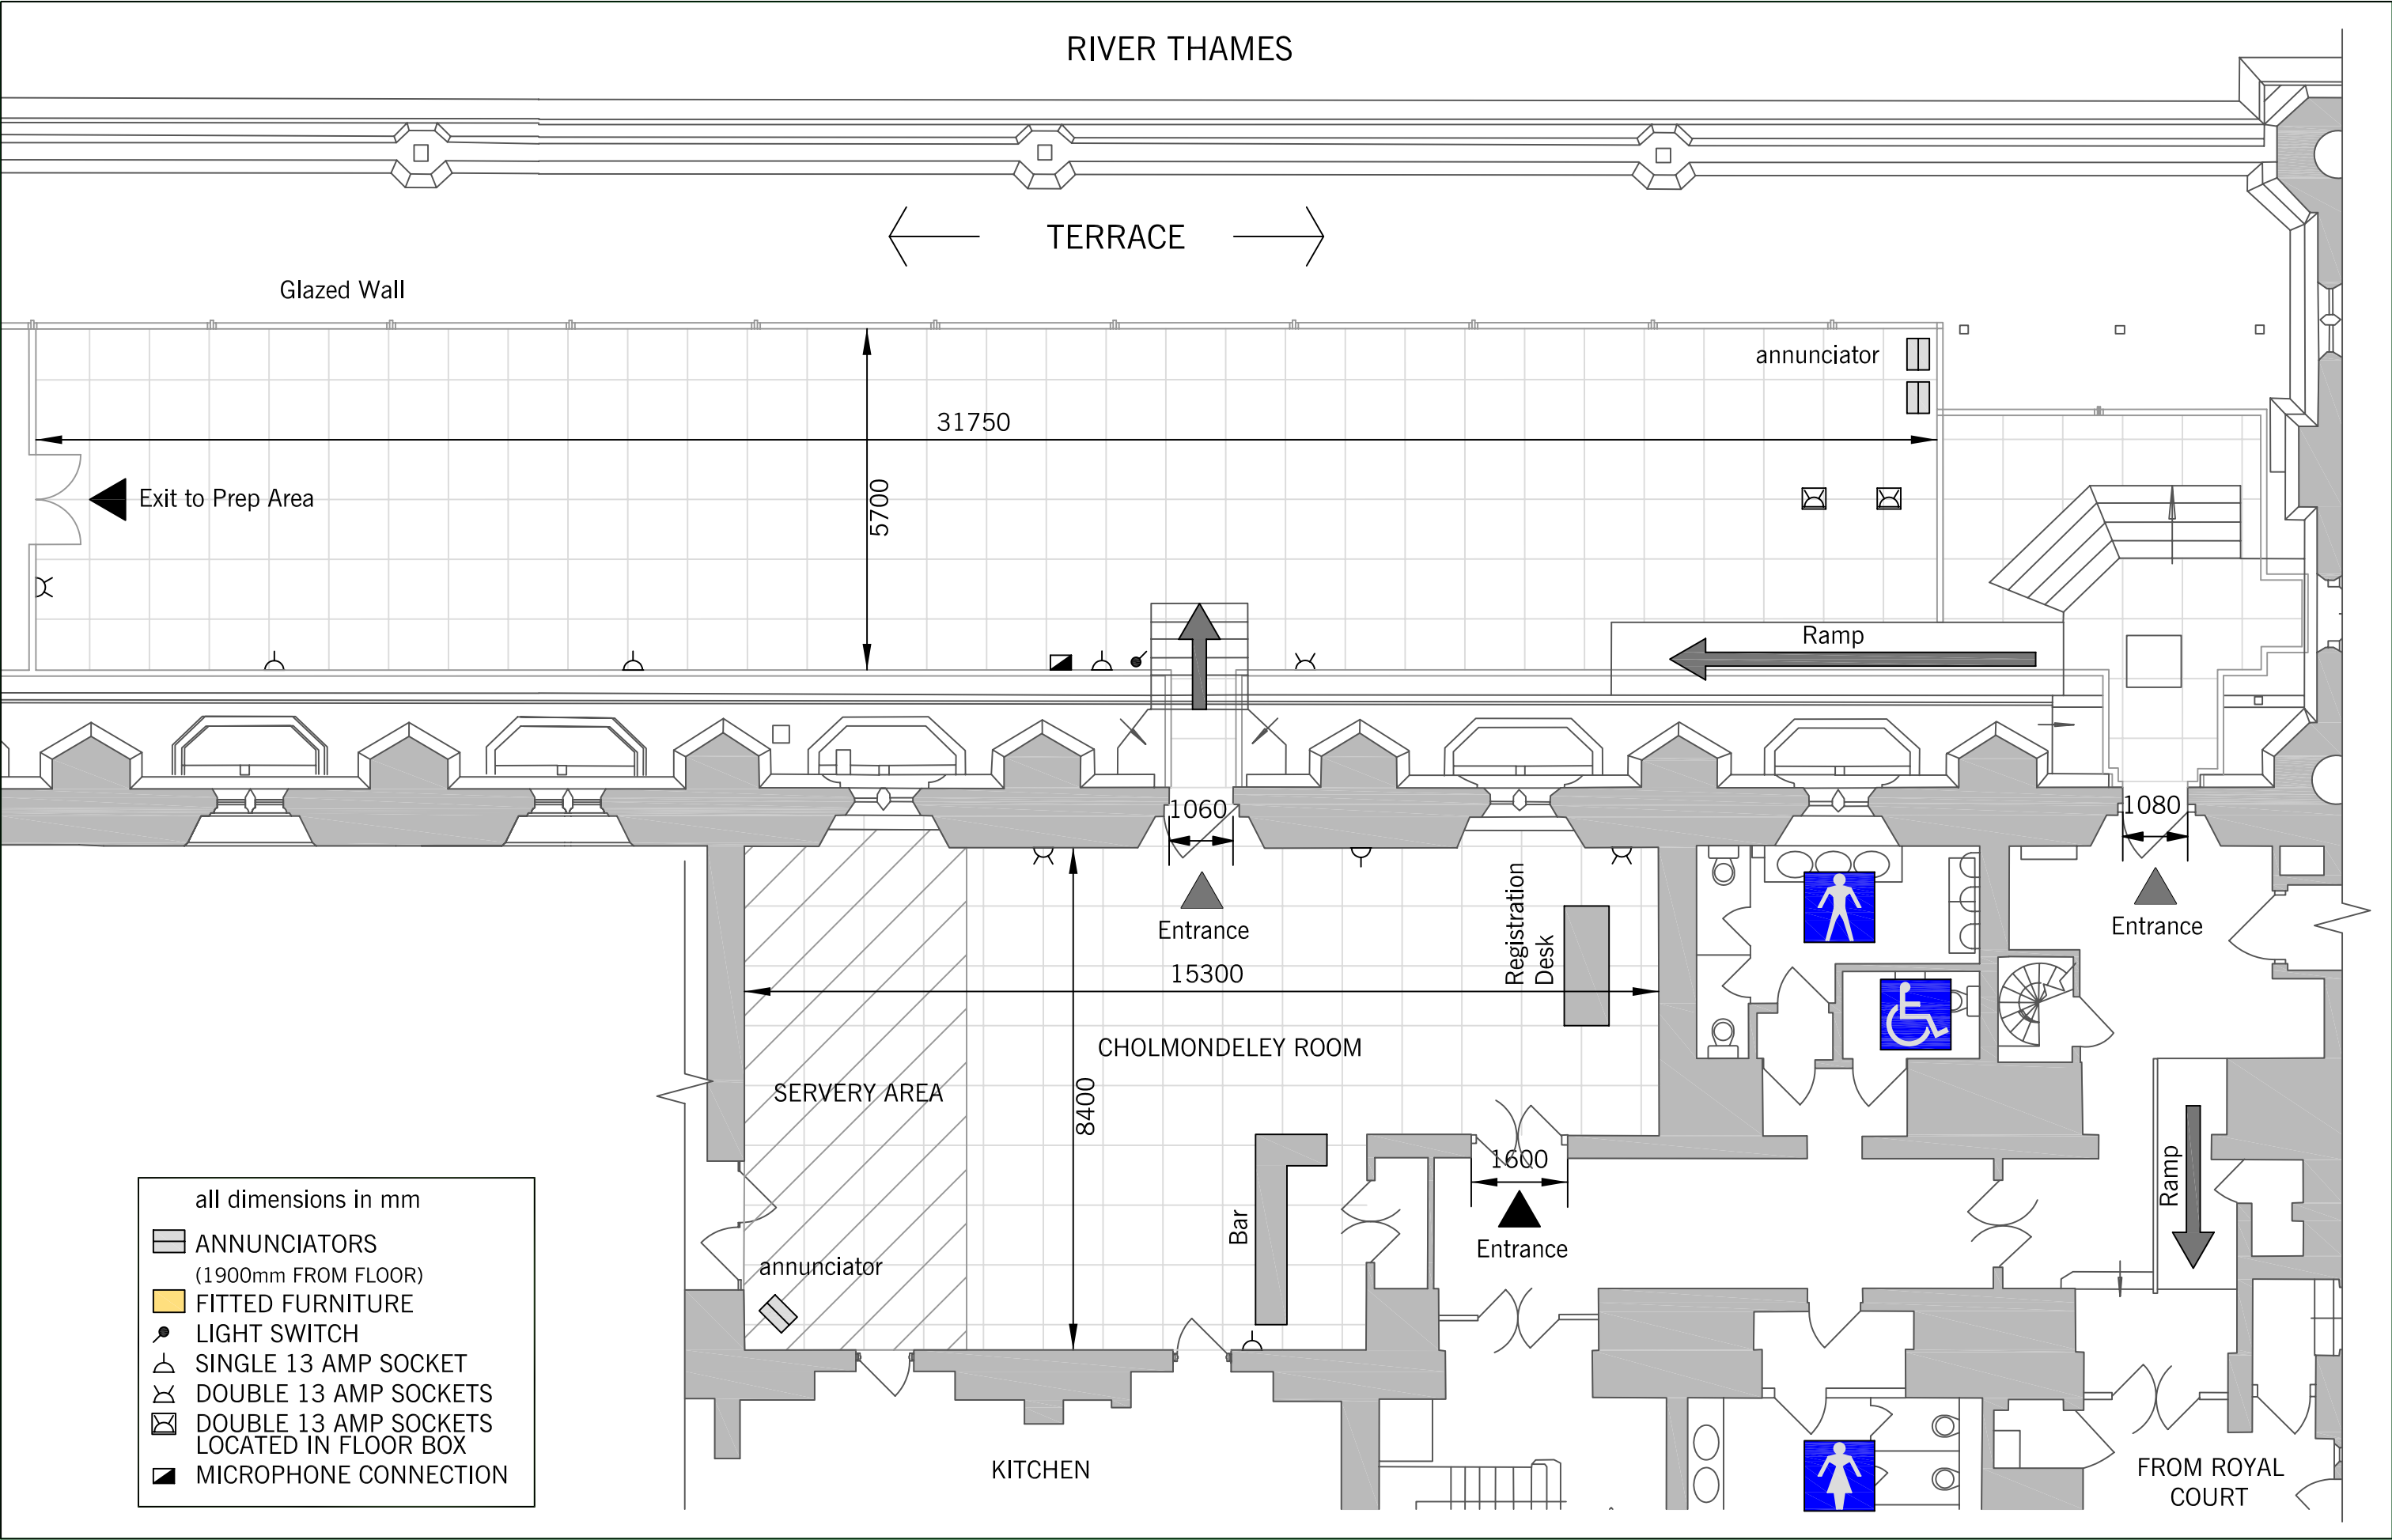 RIVER THAMES
TERRACE
Glazed Wall
annunciator
31750
Exit to Prep Area
5700
Ramp
1060
1080
Entrance
Entrance
Registration
Desk
15300
CHOLMONDELEY ROOM
SERVERY AREA
8400
1600
Ramp
Bar
Entrance
annunciator
all dimensions in mm
ANNUNCIATORS
(1900mm FROM FLOOR)
FITTED FURNITURE
LIGHT SWITCH
SINGLE 13 AMP SOCKET
DOUBLE 13 AMP SOCKETS
DOUBLE 13 AMP SOCKETS
LOCATED IN FLOOR BOX
MICROPHONE CONNECTION
KITCHEN
FROM ROYAL
COURT